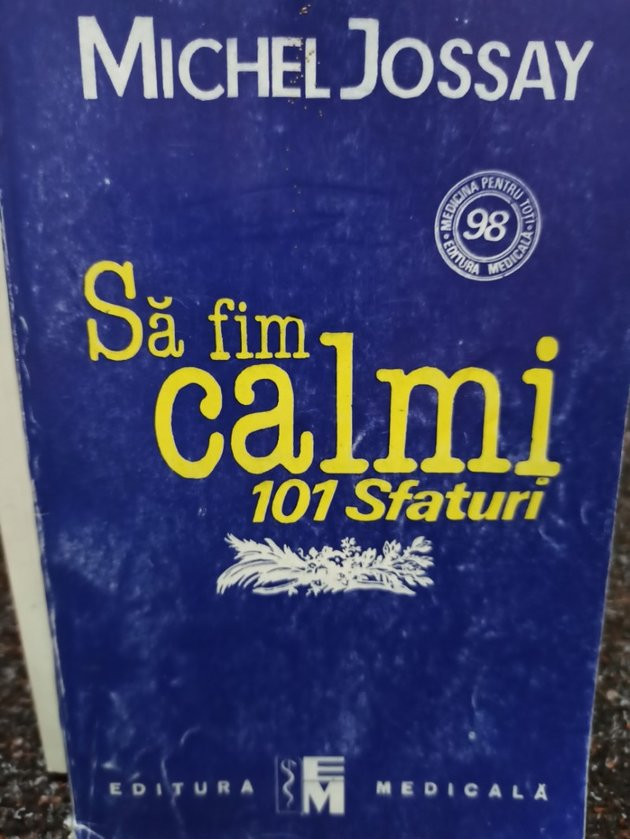 MICHEL JOSSAY
MEDICINA PENTRU TOȚI
98
EDITURA MEDICALĂ
Să fim
calmi
101 Sfaturi
EDITURA EM MEDICALĂ